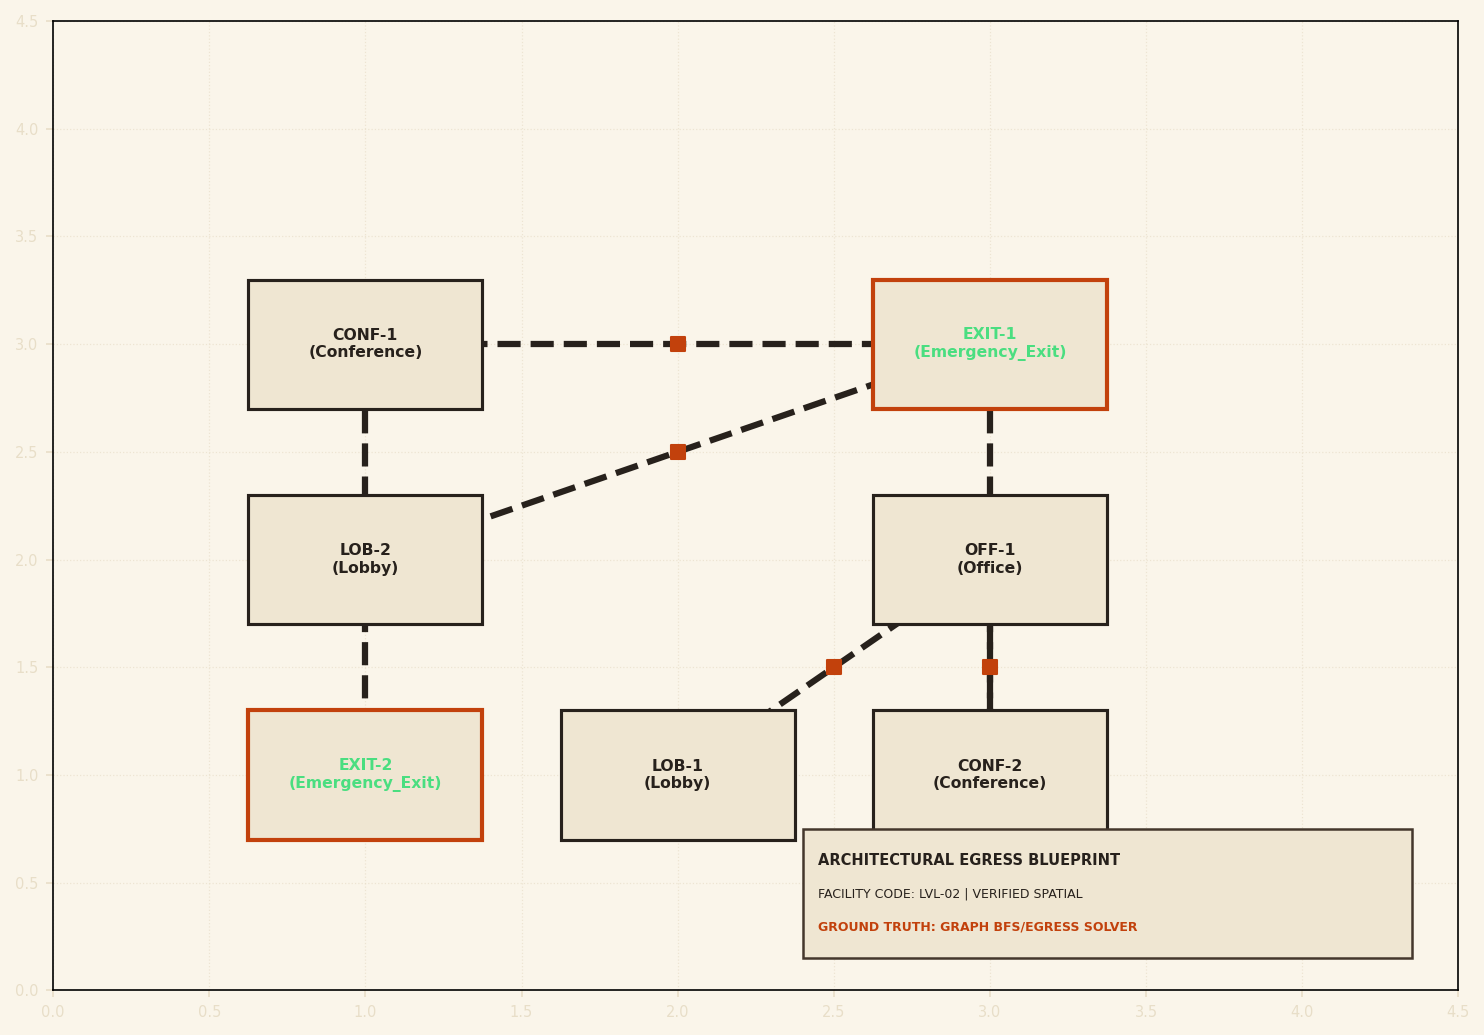 4.5
4.0
3.5
3.0
2.5
2.0
1.5
1.0
0.5
0.0
CONF-1
(Conference)
EXIT-1
(Emergency_Exit)
LOB-2
(Lobby)
OFF-1
(Office)
EXIT-2
(Emergency_Exit)
LOB-1
(Lobby)
CONF-2
(Conference)
ARCHITECTURAL EGRESS BLUEPRINT
FACILITY CODE: LVL-02 | VERIFIED SPATIAL
GROUND TRUTH: GRAPH BFS/EGRESS SOLVER
0.0 0.5 1.0 1.5 2.0 2.5 3.0 3.5 4.0 4.5